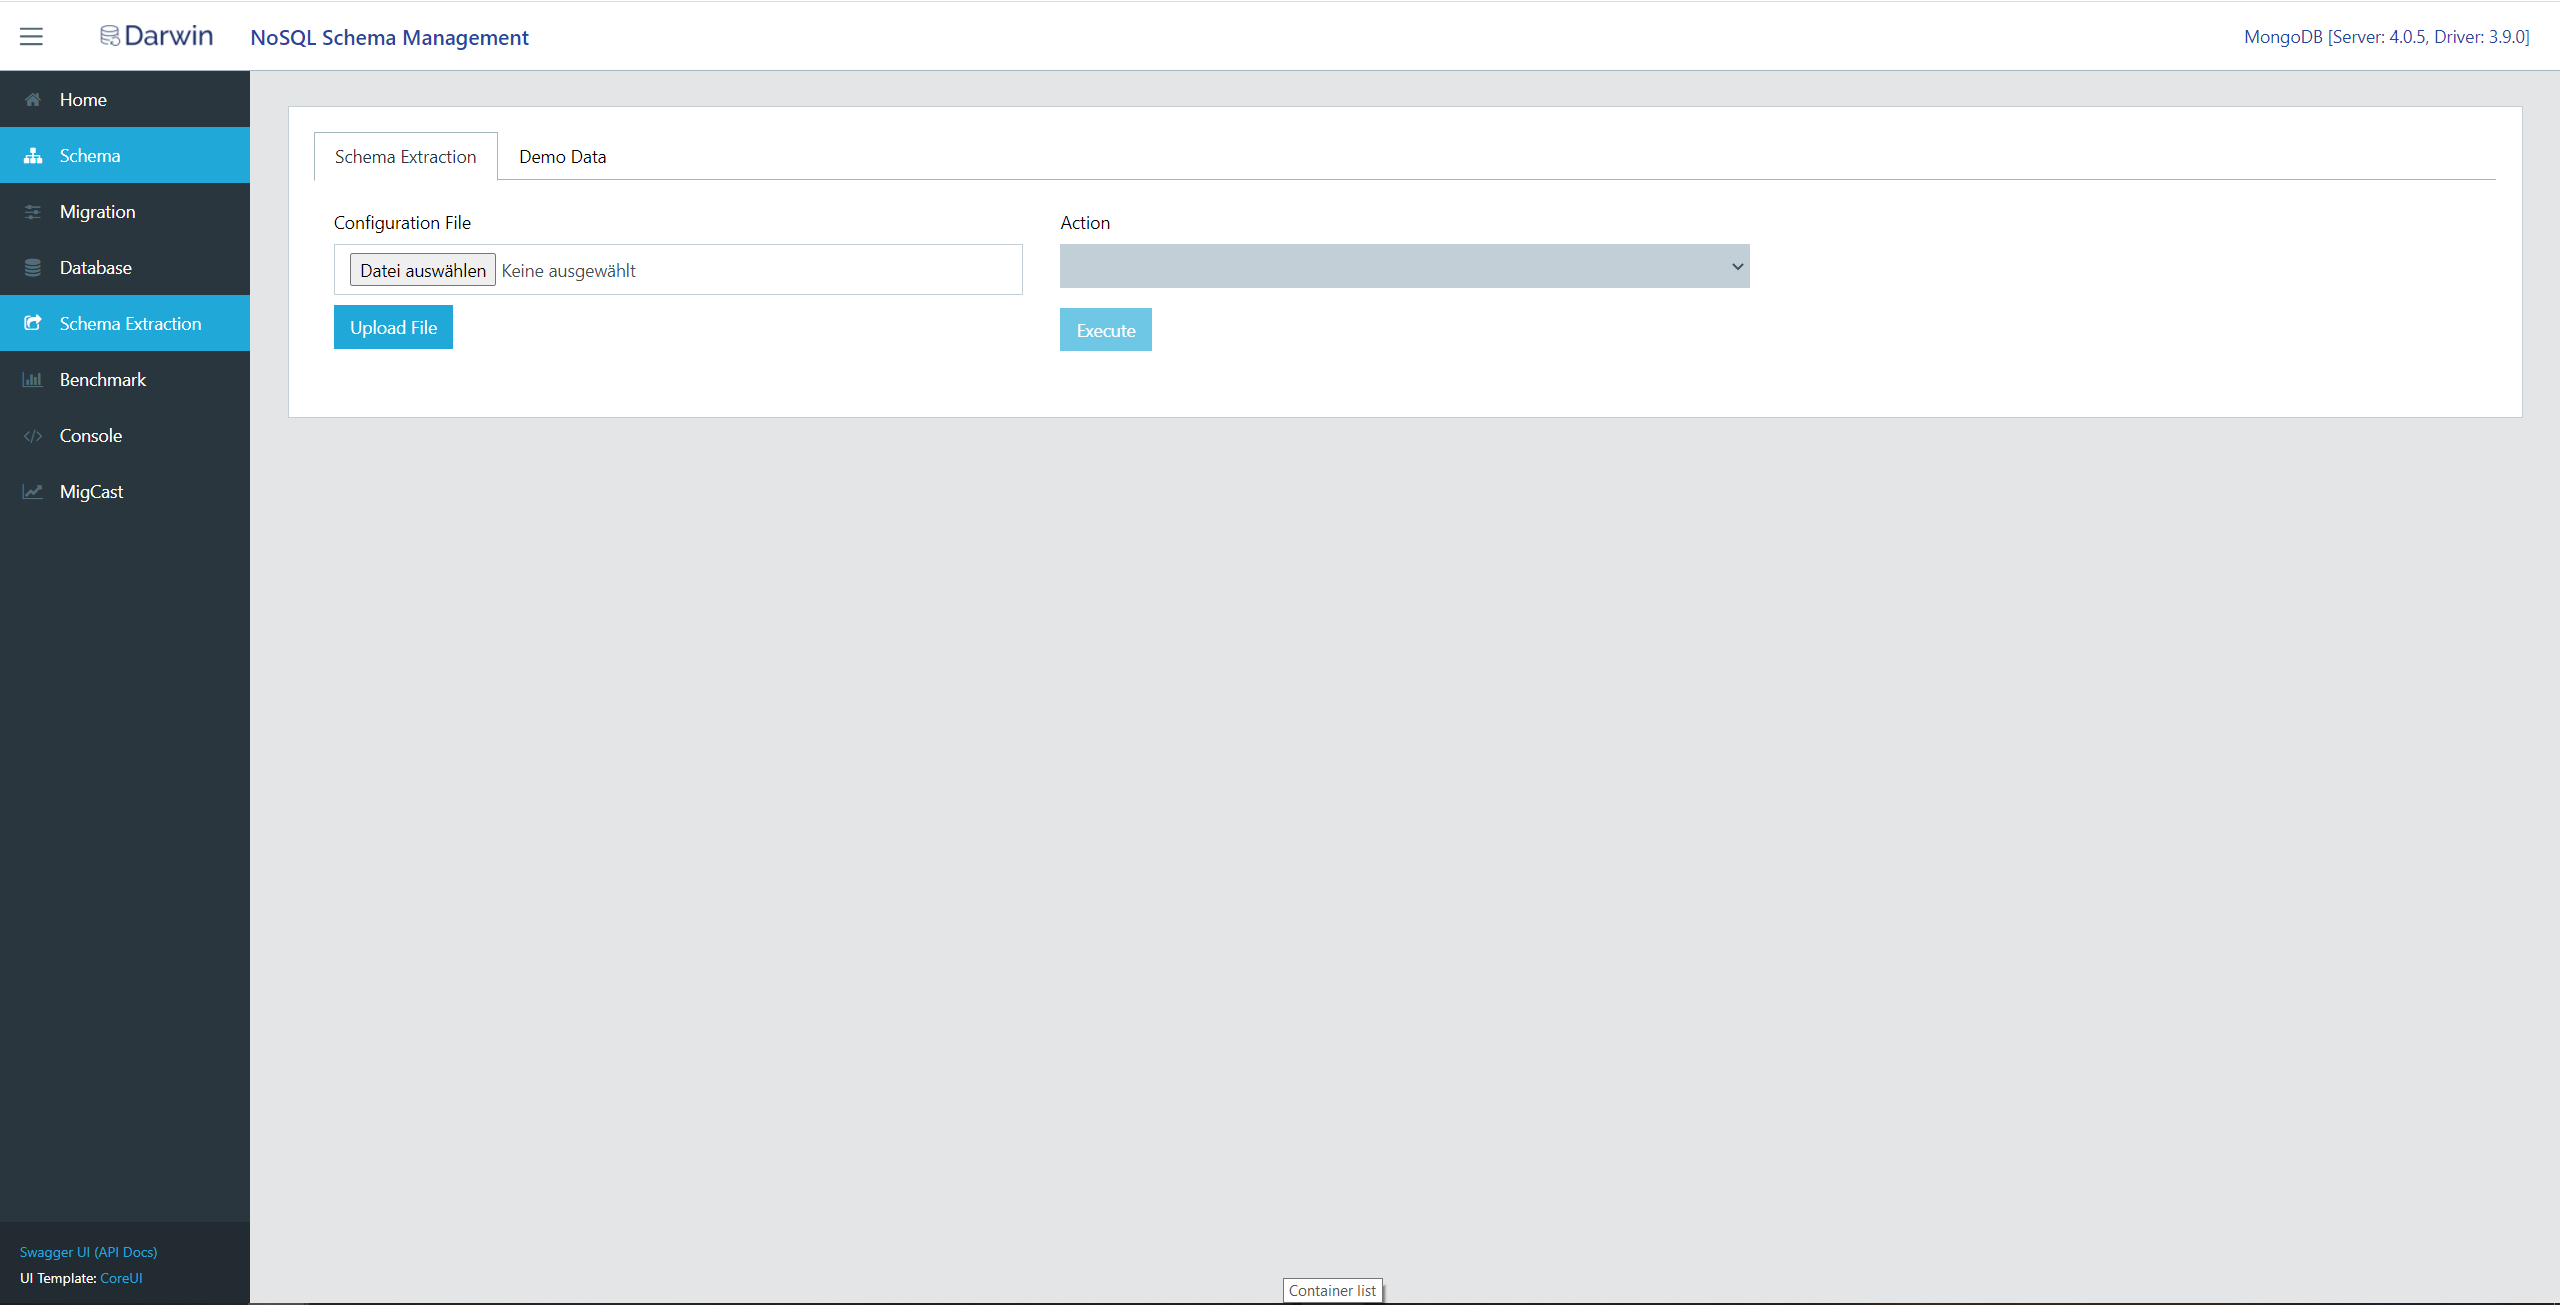 Darwin
NoSQL Schema Management
MongoDB [Server: 4.0.5, Driver: 3.9.0]
Home
Schema
Migration
Database
Schema Extraction
Benchmark
Console
MigCast
Schema Extraction
Demo Data
Configuration File
Datei auswählen Keine ausgewählt
Upload File
Action
Execute
Swagger UI (API Docs)
UI Template: CoreUI
Container list